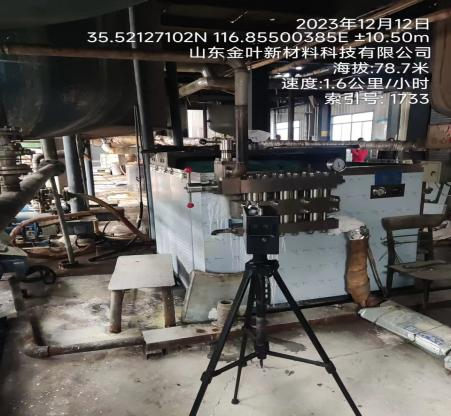 2023年12月12日
35.52127102N 116.85500385E ±10.50m
山东金叶新材料科技有限公司
海拔:78.7米
速度:1.6公里/小时
索引号: 1733